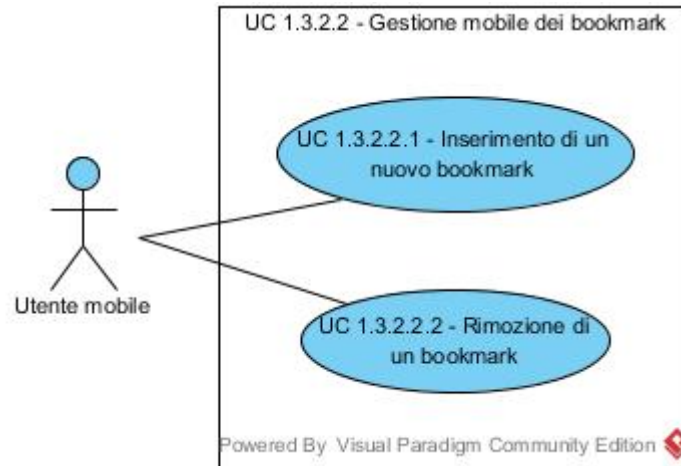 UC 1.3.2.2 - Gestione mobile dei bookmark
UC 1.3.2.2.1 - Inserimento di un
nuovo bookmark
Utente mobile
UC 1.3.2.2.2 - Rimozione di
un bookmark
Powered By Visual Paradigm Community Edition